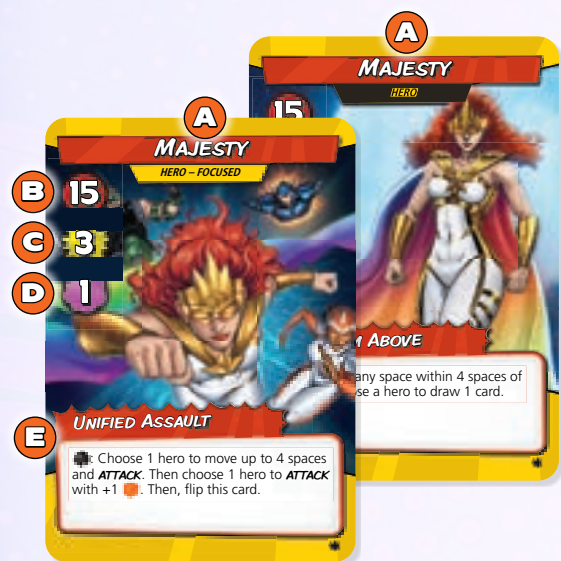 A
MAJESTY
HERO
15
M ABOVE
any space within 4 spaces of
se a hero to draw 1 card.
A
MAJESTY
HERO – FOCUSED
B 15
C 3
D 1
UNIFIED ASSAULT
E
: Choose 1 hero to move up to 4 spaces
and ATTACK. Then choose 1 hero to ATTACK
with +1 . Then, flip this card.